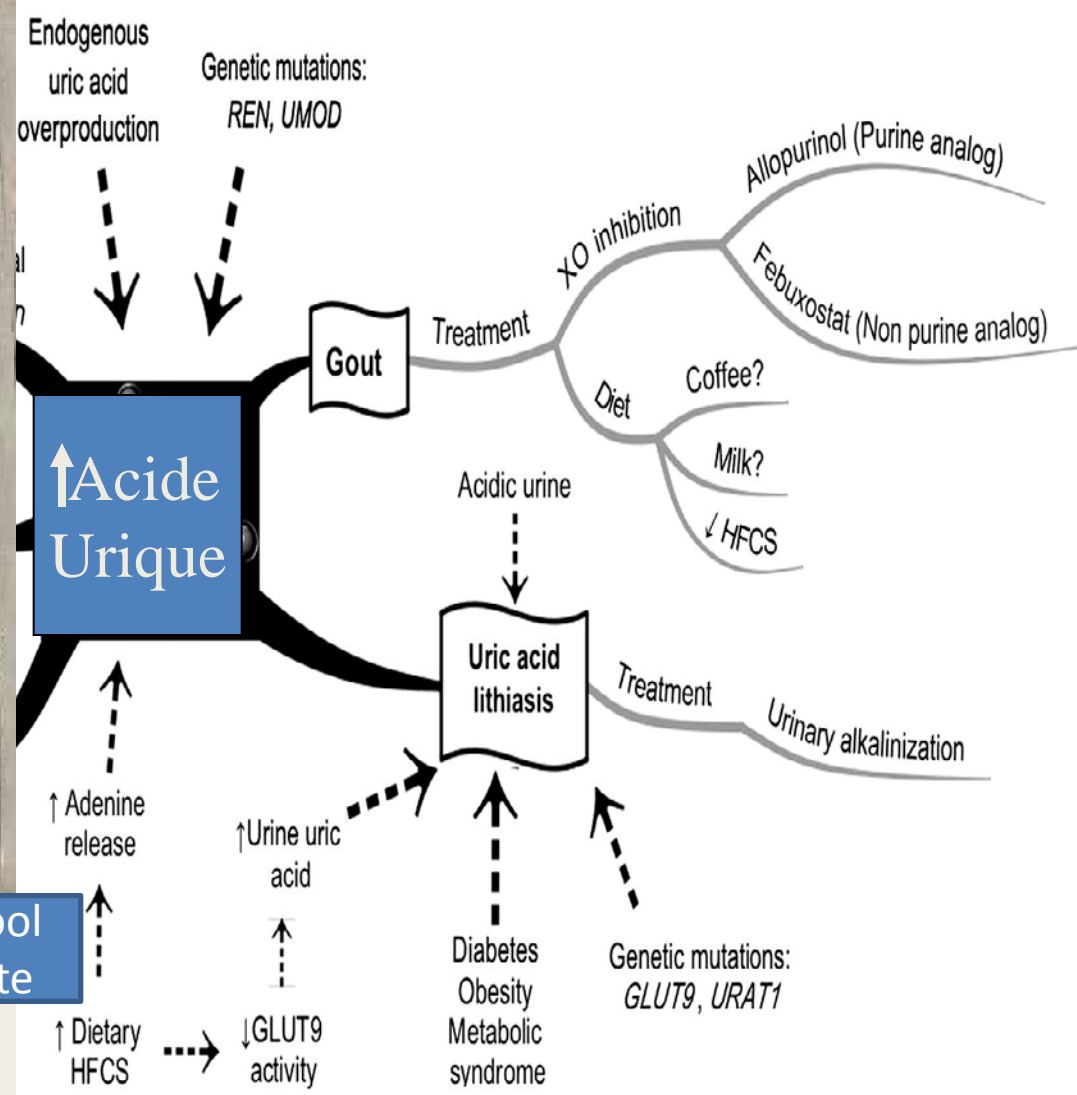 Endogenous
uric acid
overproduction
Genetic mutations:
REN, UMOD
Gout
Treatment
XO inhibition
Allopurinol (Purine analog)
Febuxostat (Non purine analog)
Diet
Coffee?
Milk?
↓ HFCS
↑Acide
Urique
Acidic urine
Uric acid
lithiasis
Treatment
Urinary alkalinization
↑ Adenine
release
↑Urine uric
acid
↑ Dietary
HFCS
↓GLUT9
activity
Diabetes
Obesity
Metabolic
syndrome
Genetic mutations:
GLUT9, URAT1